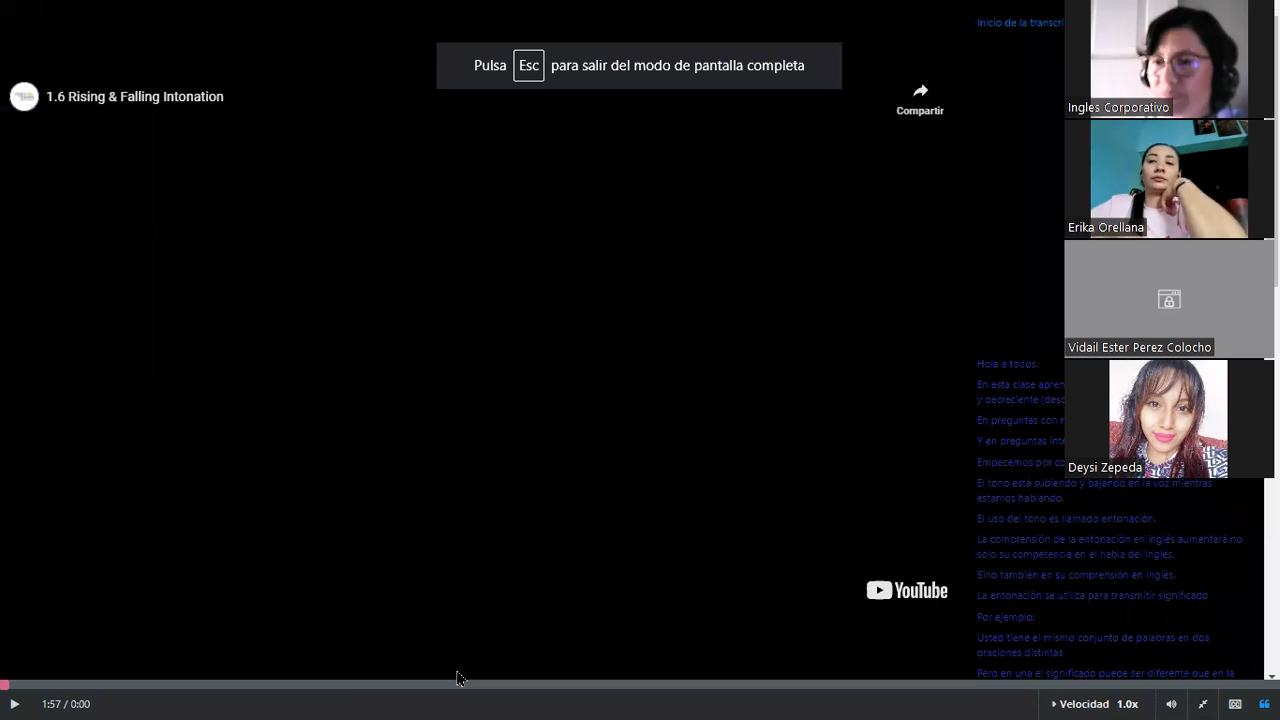 Inicio de la transcri
Pulsa Esc para salir del modo de pantalla completa
1.6 Rising & Falling Intonation
Compartir
Ingles Corporativo
Erika Orellana
Vidail Ester Perez Colocho
Deysi Zepeda
Hola a todos.
En esta clase apren
y decreciente (desc
En preguntas con
Y en preguntas int
Empecemos por co
El tono está subiendo y bajando en la voz mientras
estamos hablando.
El uso del tono es llamado entonación.
La comprensión de la entonación en inglés aumentará no
sólo su competencia en el habla del inglés.
Sino también en su comprensión en inglés.
La entonación se utiliza para transmitir significado
Por ejemplo:
Usted tiene el mismo conjunto de palabras en dos
oraciones distintas
Pero en una el significado puede ser diferente que en la
YouTube
1:57 / 0:00
Velocidad 1.0x